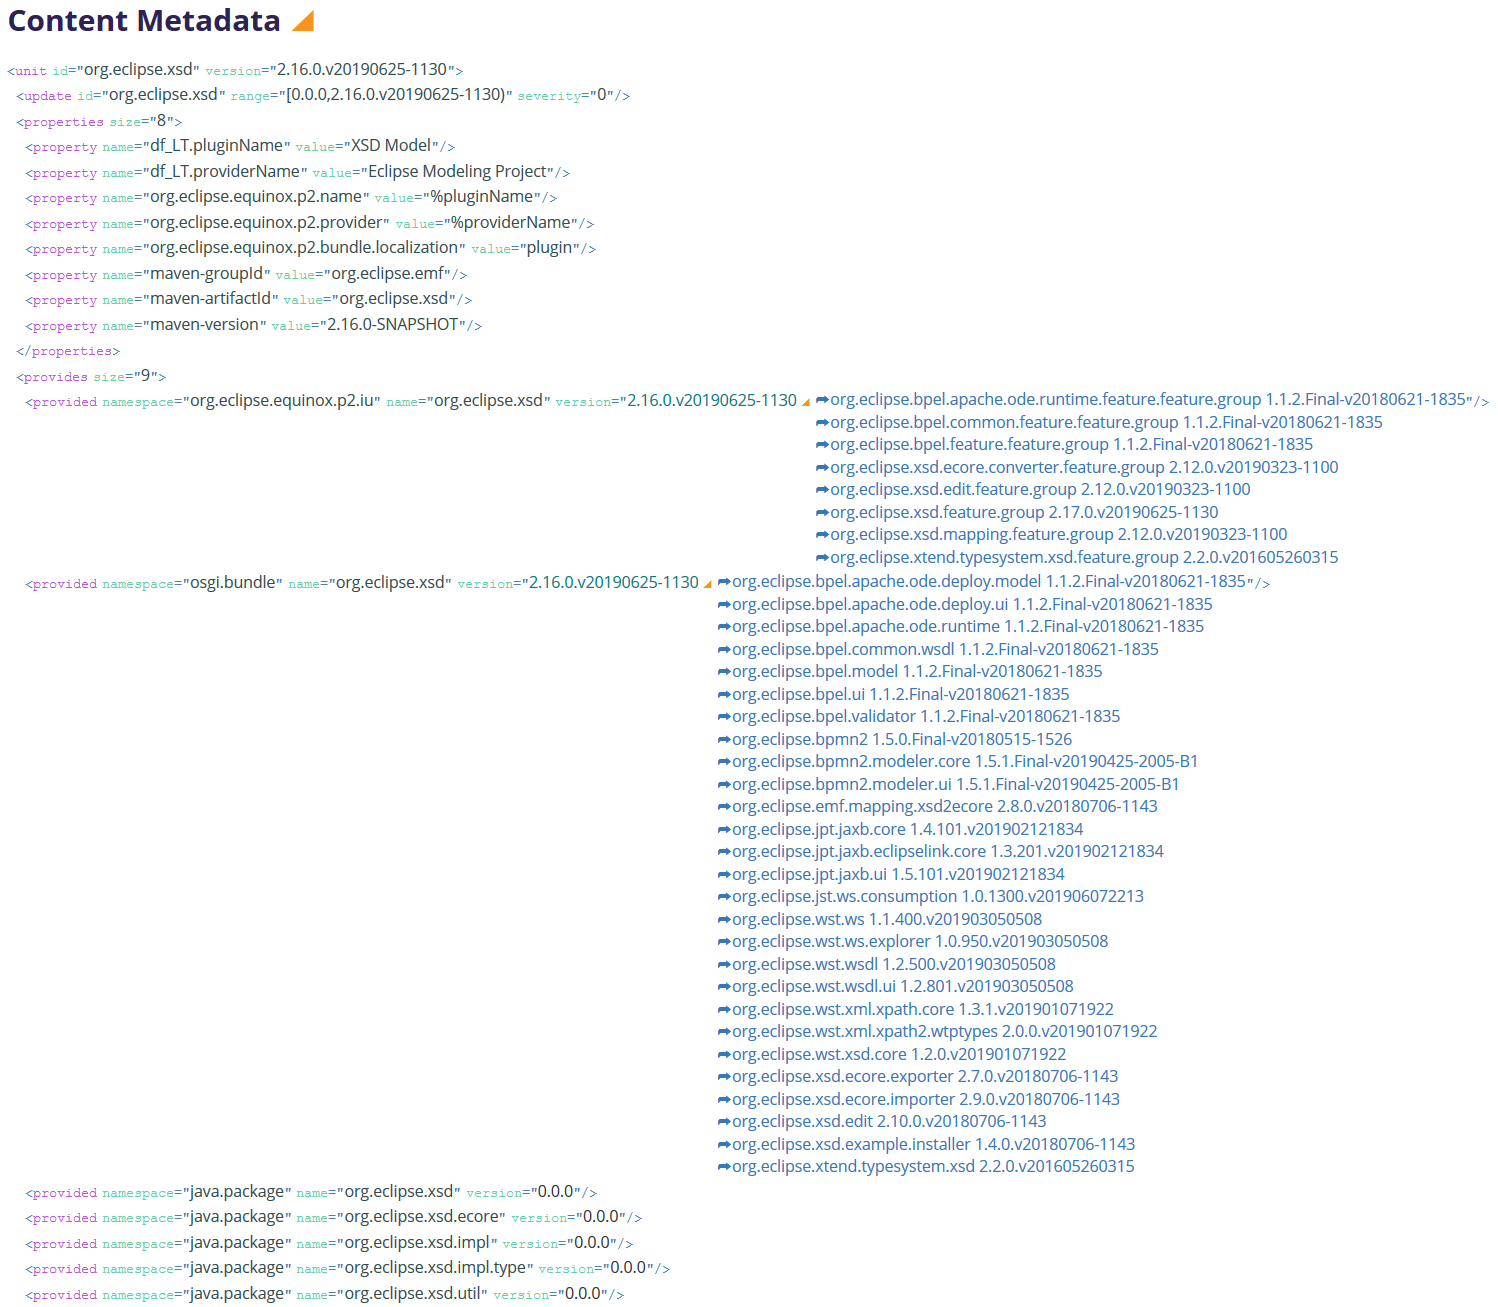 Content Metadata
<unit id="org.eclipse.xsd" version="2.16.0.v20190625-1130">
<update id="org.eclipse.xsd" range="[0.0.0,2.16.0.v20190625-1130)" severity="0"/>
<properties size="8">
<property name="df_LT.pluginName" value="XSD Model"/>
<property name="df_LT.providerName" value="Eclipse Modeling Project"/>
<property name="org.eclipse.equinox.p2.name" value="%pluginName"/>
<property name="org.eclipse.equinox.p2.provider" value="%providerName"/>
<property name="org.eclipse.equinox.p2.bundle.localization" value="plugin"/>
<property name="maven-groupId" value="org.eclipse.emf"/>
<property name="maven-artifactId" value="org.eclipse.xsd"/>
<property name="maven-version" value="2.16.0-SNAPSHOT"/>
</properties>
<provides size="9">
<provided namespace="org.eclipse.equinox.p2.iu" name="org.eclipse.xsd" version="2.16.0.v20190625-1130 ➦org.eclipse.bpel.apache.ode.runtime.feature.feature.group 1.1.2.Final-v20180621-1835"/>
➦org.eclipse.bpel.common.feature.feature.group 1.1.2.Final-v20180621-1835
➦org.eclipse.bpel.feature.feature.group 1.1.2.Final-v20180621-1835
➦org.eclipse.xsd.ecore.converter.feature.group 2.12.0.v20190323-1100
➦org.eclipse.xsd.edit.feature.group 2.12.0.v20190323-1100
➦org.eclipse.xsd.feature.group 2.17.0.v20190625-1130
➦org.eclipse.xsd.mapping.feature.group 2.12.0.v20190323-1100
➦org.eclipse.xtend.typesystem.xsd.feature.group 2.2.0.v201605260315
<provided namespace="osgi.bundle" name="org.eclipse.xsd" version="2.16.0.v20190625-1130 ➦org.eclipse.bpel.apache.ode.deploy.model 1.1.2.Final-v20180621-1835"/>
➦org.eclipse.bpel.apache.ode.deploy.ui 1.1.2.Final-v20180621-1835
➦org.eclipse.bpel.apache.ode.runtime 1.1.2.Final-v20180621-1835
➦org.eclipse.bpel.common.wsdl 1.1.2.Final-v20180621-1835
➦org.eclipse.bpel.model 1.1.2.Final-v20180621-1835
➦org.eclipse.bpel.ui 1.1.2.Final-v20180621-1835
➦org.eclipse.bpel.validator 1.1.2.Final-v20180621-1835
➦org.eclipse.bpmn2 1.5.0.Final-v20180515-1526
➦org.eclipse.bpmn2.modeler.core 1.5.1.Final-v20190425-2005-B1
➦org.eclipse.bpmn2.modeler.ui 1.5.1.Final-v20190425-2005-B1
➦org.eclipse.emf.mapping.xsd2ecore 2.8.0.v20180706-1143
➦org.eclipse.jpt.jaxb.core 1.4.101.v201902121834
➦org.eclipse.jpt.jaxb.eclipselink.core 1.3.201.v201902121834
➦org.eclipse.jpt.jaxb.ui 1.5.101.v201902121834
➦org.eclipse.jst.ws.consumption 1.0.1300.v201906072213
➦org.eclipse.wst.ws 1.1.400.v201903050508
➦org.eclipse.wst.ws.explorer 1.0.950.v201903050508
➦org.eclipse.wst.wsdl 1.2.500.v201903050508
➦org.eclipse.wst.wsdl.ui 1.2.801.v201903050508
➦org.eclipse.wst.xml.xpath.core 1.3.1.v201901071922
➦org.eclipse.wst.xml.xpath2.wtptypes 2.0.0.v201901071922
➦org.eclipse.wst.xsd.core 1.2.0.v201901071922
➦org.eclipse.xsd.ecore.exporter 2.7.0.v20180706-1143
➦org.eclipse.xsd.ecore.importer 2.9.0.v20180706-1143
➦org.eclipse.xsd.edit 2.10.0.v20180706-1143
➦org.eclipse.xsd.example.installer 1.4.0.v20180706-1143
➦org.eclipse.xtend.typesystem.xsd 2.2.0.v201605260315
<provided namespace="java.package" name="org.eclipse.xsd" version="0.0.0"/>
<provided namespace="java.package" name="org.eclipse.xsd.ecore" version="0.0.0"/>
<provided namespace="java.package" name="org.eclipse.xsd.impl" version="0.0.0"/>
<provided namespace="java.package" name="org.eclipse.xsd.impl.type" version="0.0.0"/>
<provided namespace="java.package" name="org.eclipse.xsd.util" version="0.0.0"/>